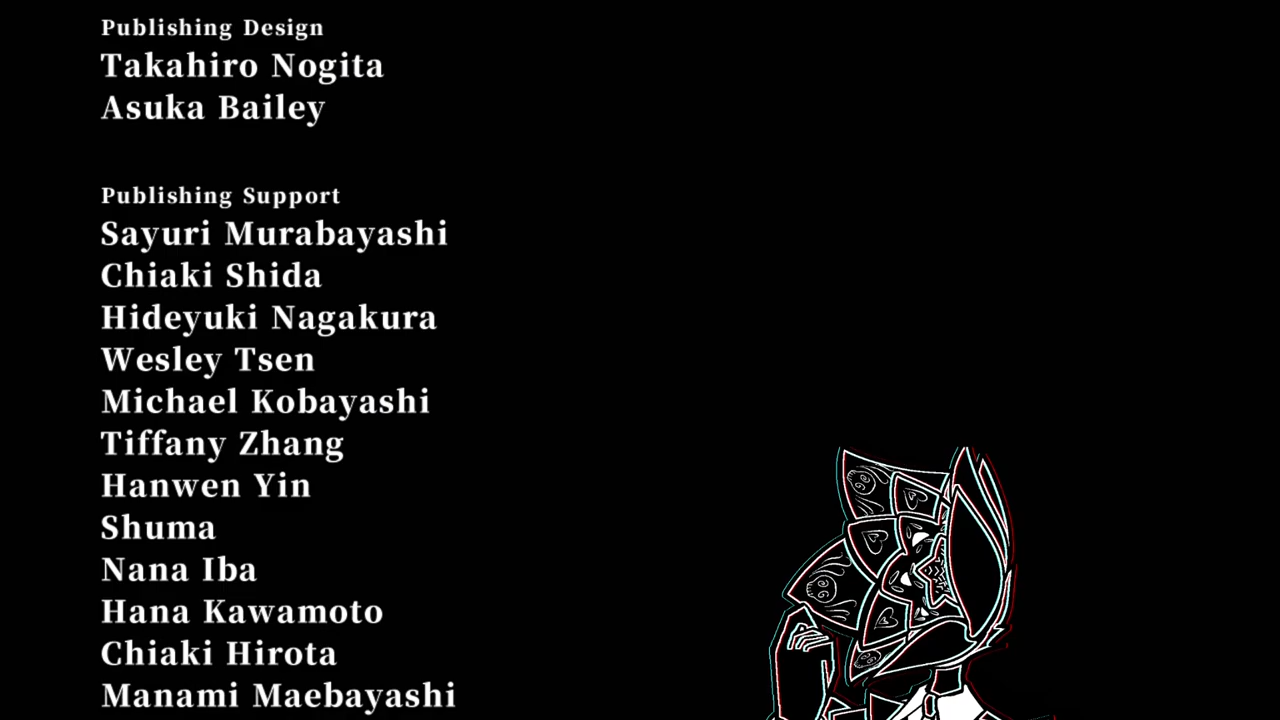 Publishing Design
Takahiro Nogita
Asuka Bailey
Publishing Support
Sayuri Murabayashi
Chiaki Shida
Hideyuki Nagakura
Wesley Tsen
Michael Kobayashi
Tiffany Zhang
Hanwen Yin
Shuma
Nana Iba
Hana Kawamoto
Chiaki Hirota
Manami Maebayashi